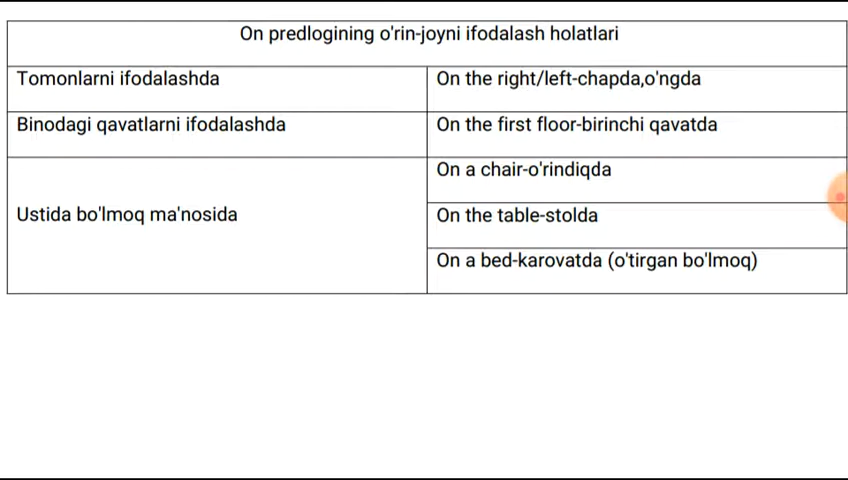 On predlogining o'rin-joyni ifodalash holatlari
Tomonlarni ifodalashda
On the right/left-chapda,o'ngda
Binodagi qavatlarni ifodalashda
On the first floor-birinchi qavatda
Ustida bo'lmoq ma'nosida
On a chair-o'rindiqda
On the table-stolda
On a bed-karovatda (o'tirgan bo'lmoq)